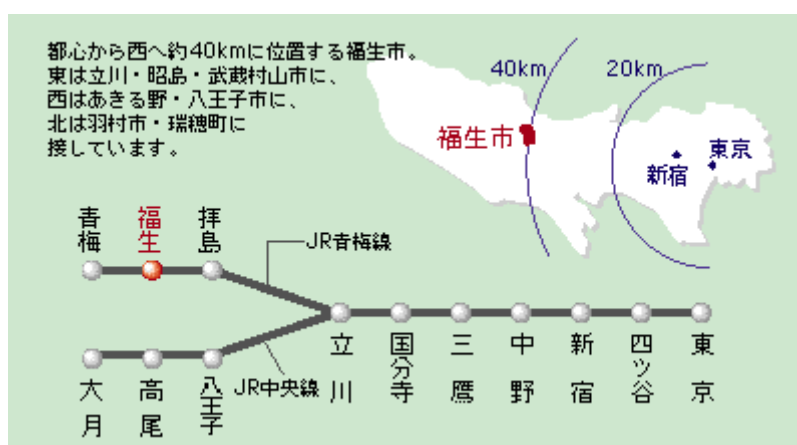 都心から西へ約40kmに位置する福生市。
東は立川・昭島・武蔵村山市に、
西はあきる野・八王子市に、
北は羽村市・瑞穂町に
接しています。
40km
20km
福生市
新宿
東京
青梅
福生
拝島
JR青梅線
立川
国分寺
三鷹
中野
新宿
四ツ谷
東京
大月
高尾
八王子
JR中央線